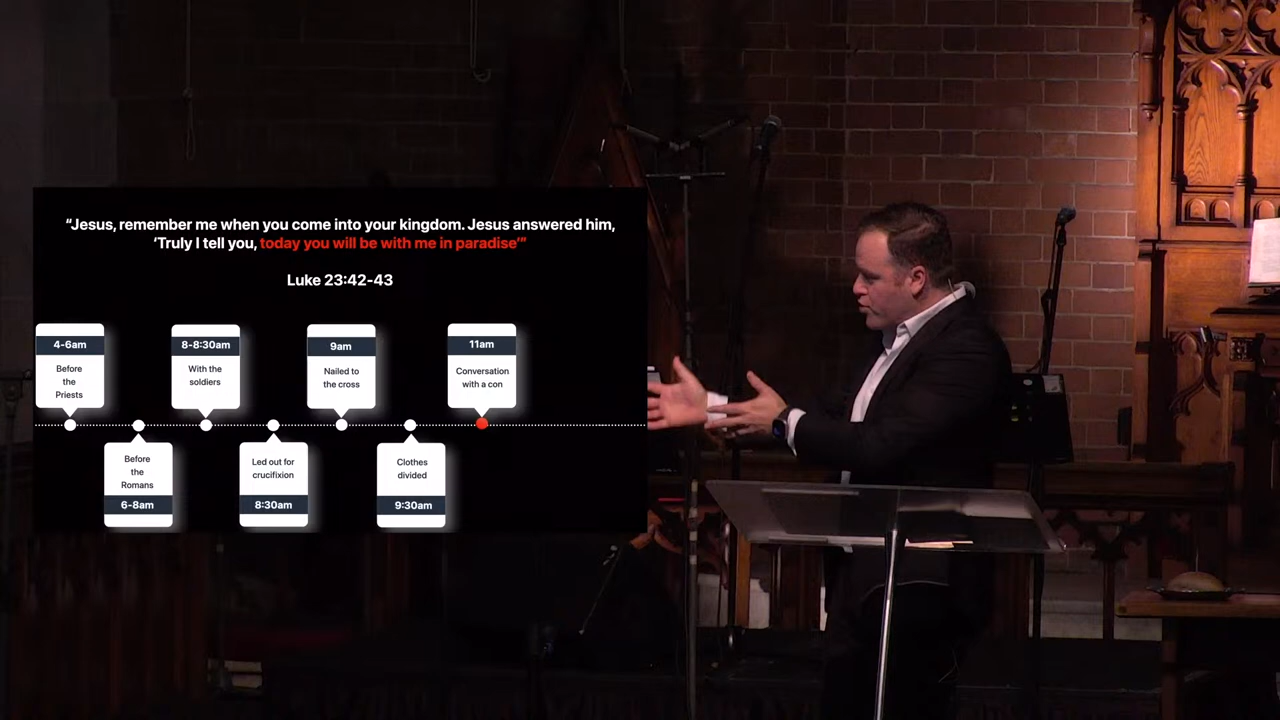 “Jesus, remember me when you come into your kingdom. Jesus answered him,
‘Truly I tell you, today you will be with me in paradise’”
Luke 23:42-43
4-6am
Before
the
Priests
8-8:30am
With the
soldiers
9am
Nailed to
the cross
11am
Conversation
with a con
Before
the
Romans
6-8am
Led out for
crucifixion
8:30am
Clothes
divided
9:30am